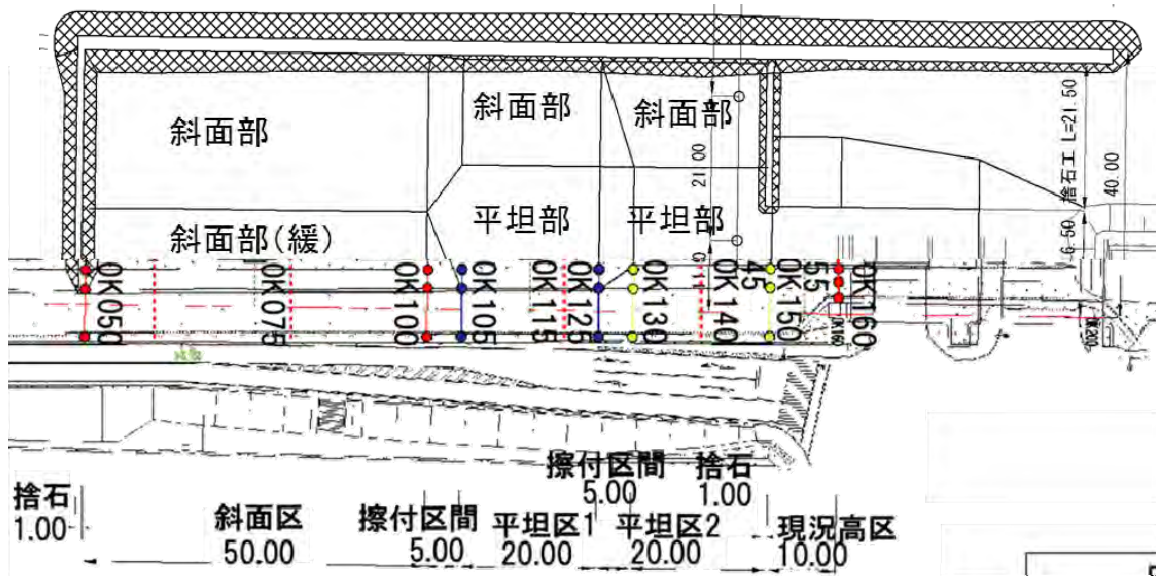 斜面部
斜面部
斜面部
斜面部(緩)
平坦部
平坦部
21.00
捨石工 L=21.50
40.00
6.50
0K050
0K075
0K100
0K105
0K115
0K125
0K130
0K140
45
0K150
55
0K160
0K160
0K200
捨石
1.00
斜面区
50.00
擦付区間
5.00
平坦区1
20.00
擦付区間
5.00
平坦区2
20.00
捨石
1.00
現況高区
10.00